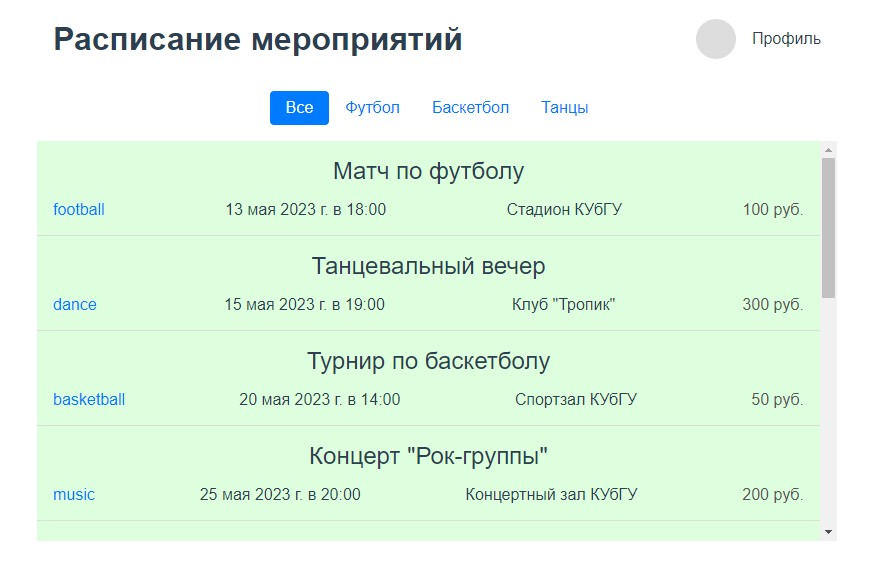 Расписание мероприятий
Профиль
Все Футбол Баскетбол Танцы
Матч по футболу
football 13 мая 2023 г. в 18:00 Стадион КУбГУ 100 руб.
Танцевальный вечер
dance 15 мая 2023 г. в 19:00 Клуб "Тропик" 300 руб.
Турнир по баскетболу
basketball 20 мая 2023 г. в 14:00 Спортзал КУбГУ 50 руб.
Концерт "Рок-группы"
music 25 мая 2023 г. в 20:00 Концертный зал КУбГУ 200 руб.